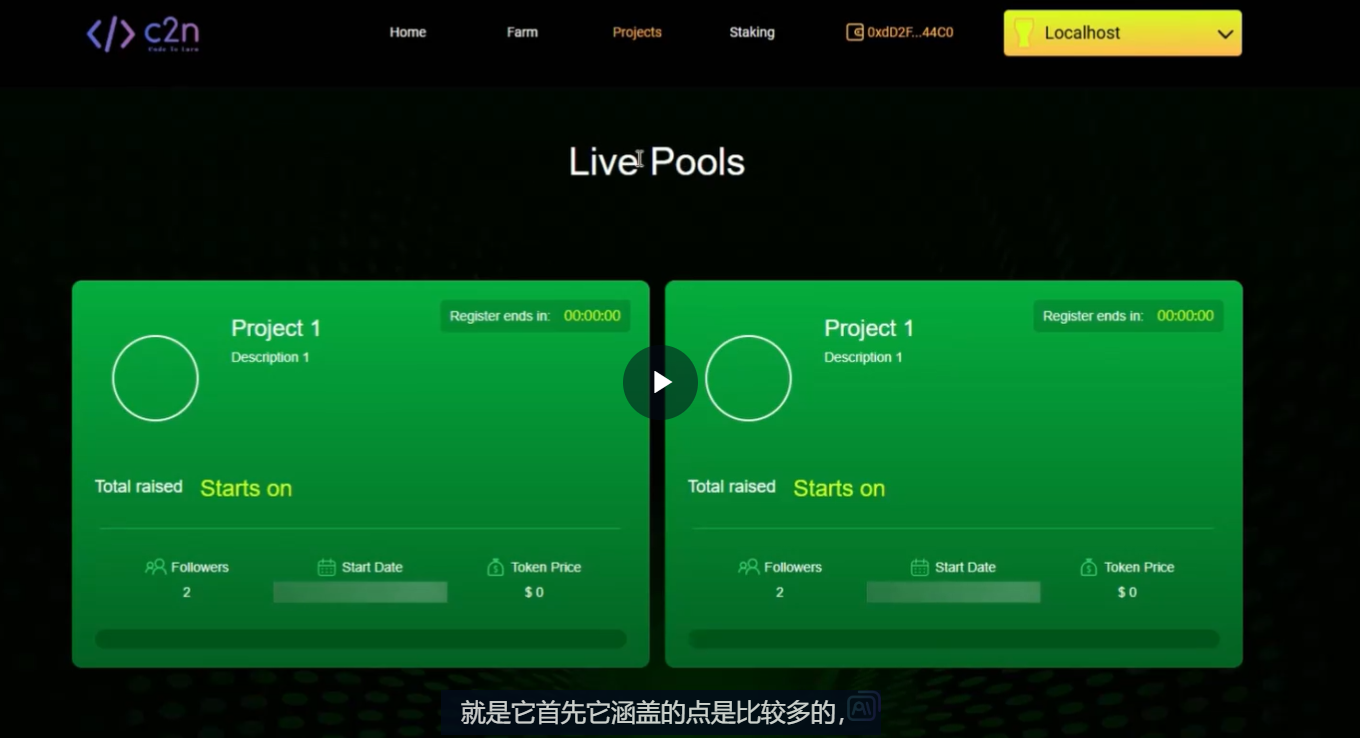 </> c2n
Code To Earn
Home Farm Projects Staking 0xdD2F...44C0 Localhost
Live Pools
Project 1 Register ends in: 00:00:00
Description 1
Total raised Starts on
Followers Start Date Token Price
2 $ 0
Project 1 Register ends in: 00:00:00
Description 1
Total raised Starts on
Followers Start Date Token Price
2 $ 0
就是它首先它涵盖的点是比较多的,
AI